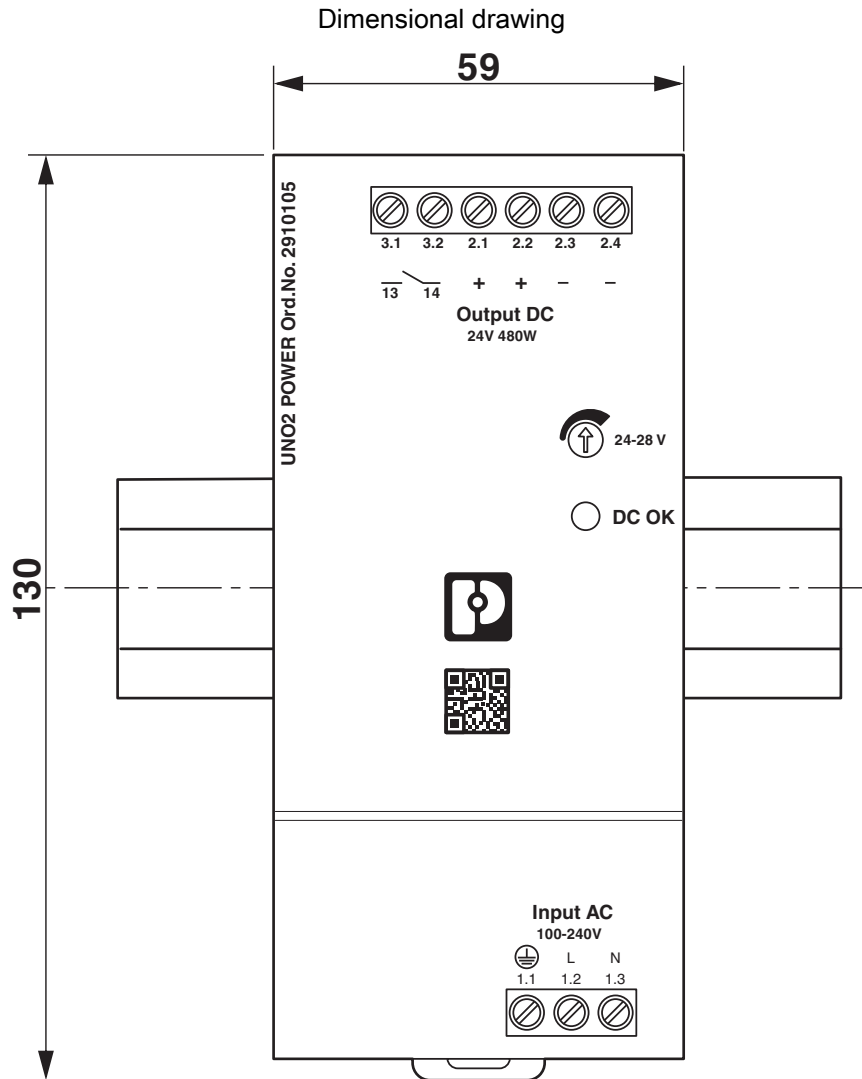 Dimensional drawing
59
130
UNO2 POWER Ord.No. 2910105
3.1 3.2 2.1 2.2 2.3 2.4
13 14 + + – –
Output DC
24V 480W
24-28 V
DC OK
Input AC
100-240V
L N
1.1 1.2 1.3